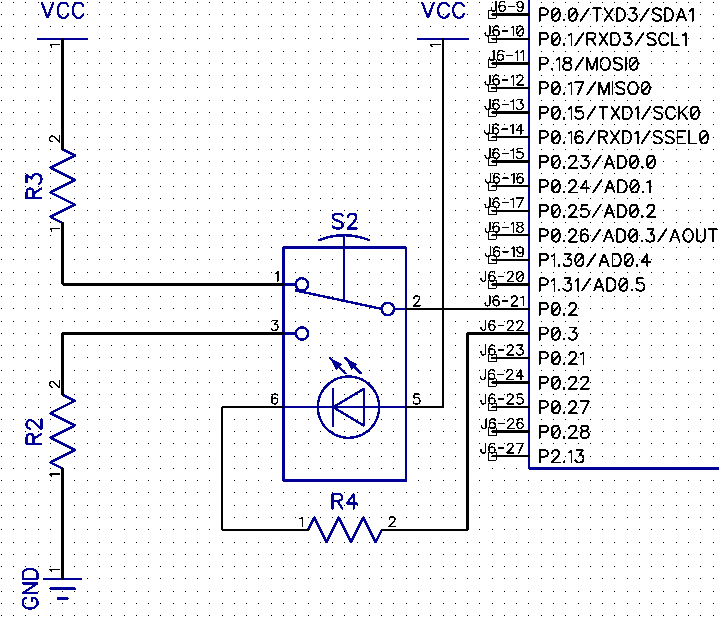 VCC
VCC
1
1
J6-9 P0.0/TXD3/SDA1
J6-10 P0.1/RXD3/SCL1
J6-11 P.18/MOSI0
J6-12 P0.17/MISO0
J6-13 P0.15/TXD1/SCK0
J6-14 P0.16/RXD1/SSEL0
J6-15 P0.23/AD0.0
J6-16 P0.24/AD0.1
J6-17 P0.25/AD0.2
J6-18 P0.26/AD0.3/AOUT
J6-19 P1.30/AD0.4
J6-20 P1.31/AD0.5
J6-21 P0.2
J6-22 P0.3
J6-23 P0.21
J6-24 P0.22
J6-25 P0.27
J6-26 P0.28
J6-27 P2.13
2
R3
1
S2
1
2
3
6
5
2
R2
1
R4
1
2
1
GND